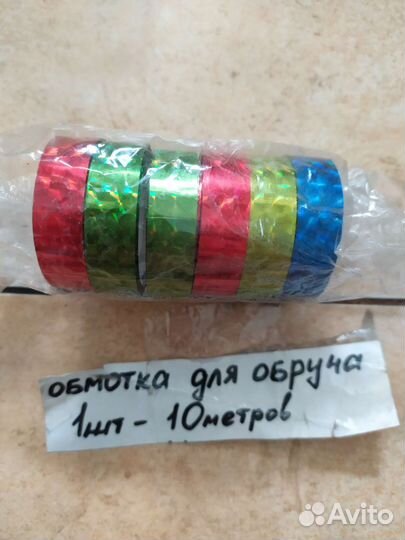 обмотка для обруча
1шт - 10метров
Avito